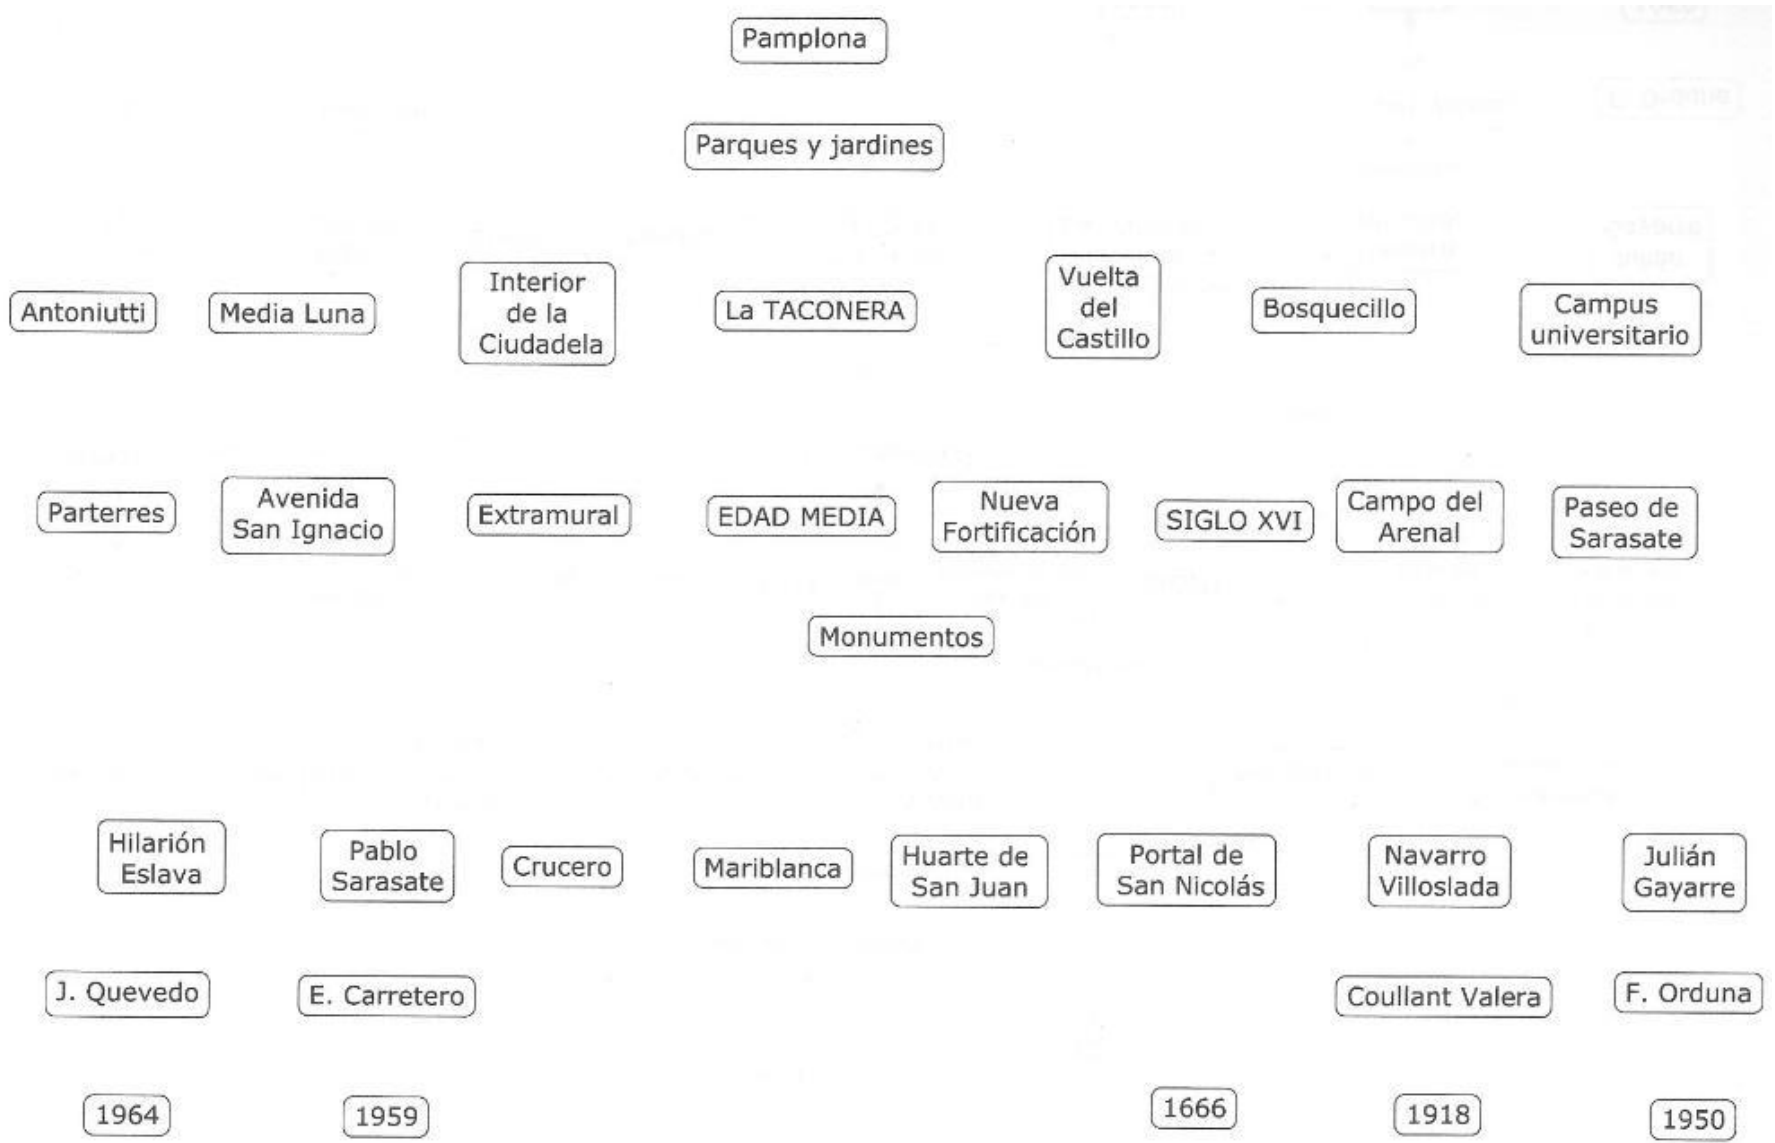 Pamplona
Parques y jardines
Antoniutti
Media Luna
Interior
de la
Ciudadela
La TACONERA
Vuelta
del
Castillo
Bosquecillo
Campus
universitario
Parterres
Avenida
San Ignacio
Extramural
EDAD MEDIA
Nueva
Fortificación
SIGLO XVI
Campo del
Arenal
Paseo de
Sarasate
Monumentos
Hilarión
Eslava
Pablo
Sarasate
Crucero
Mariblanca
Huarte de
San Juan
Portal de
San Nicolás
Navarro
Villoslada
Julián
Gayarre
J. Quevedo
E. Carretero
Coullant Valera
F. Orduna
1964
1959
1666
1918
1950